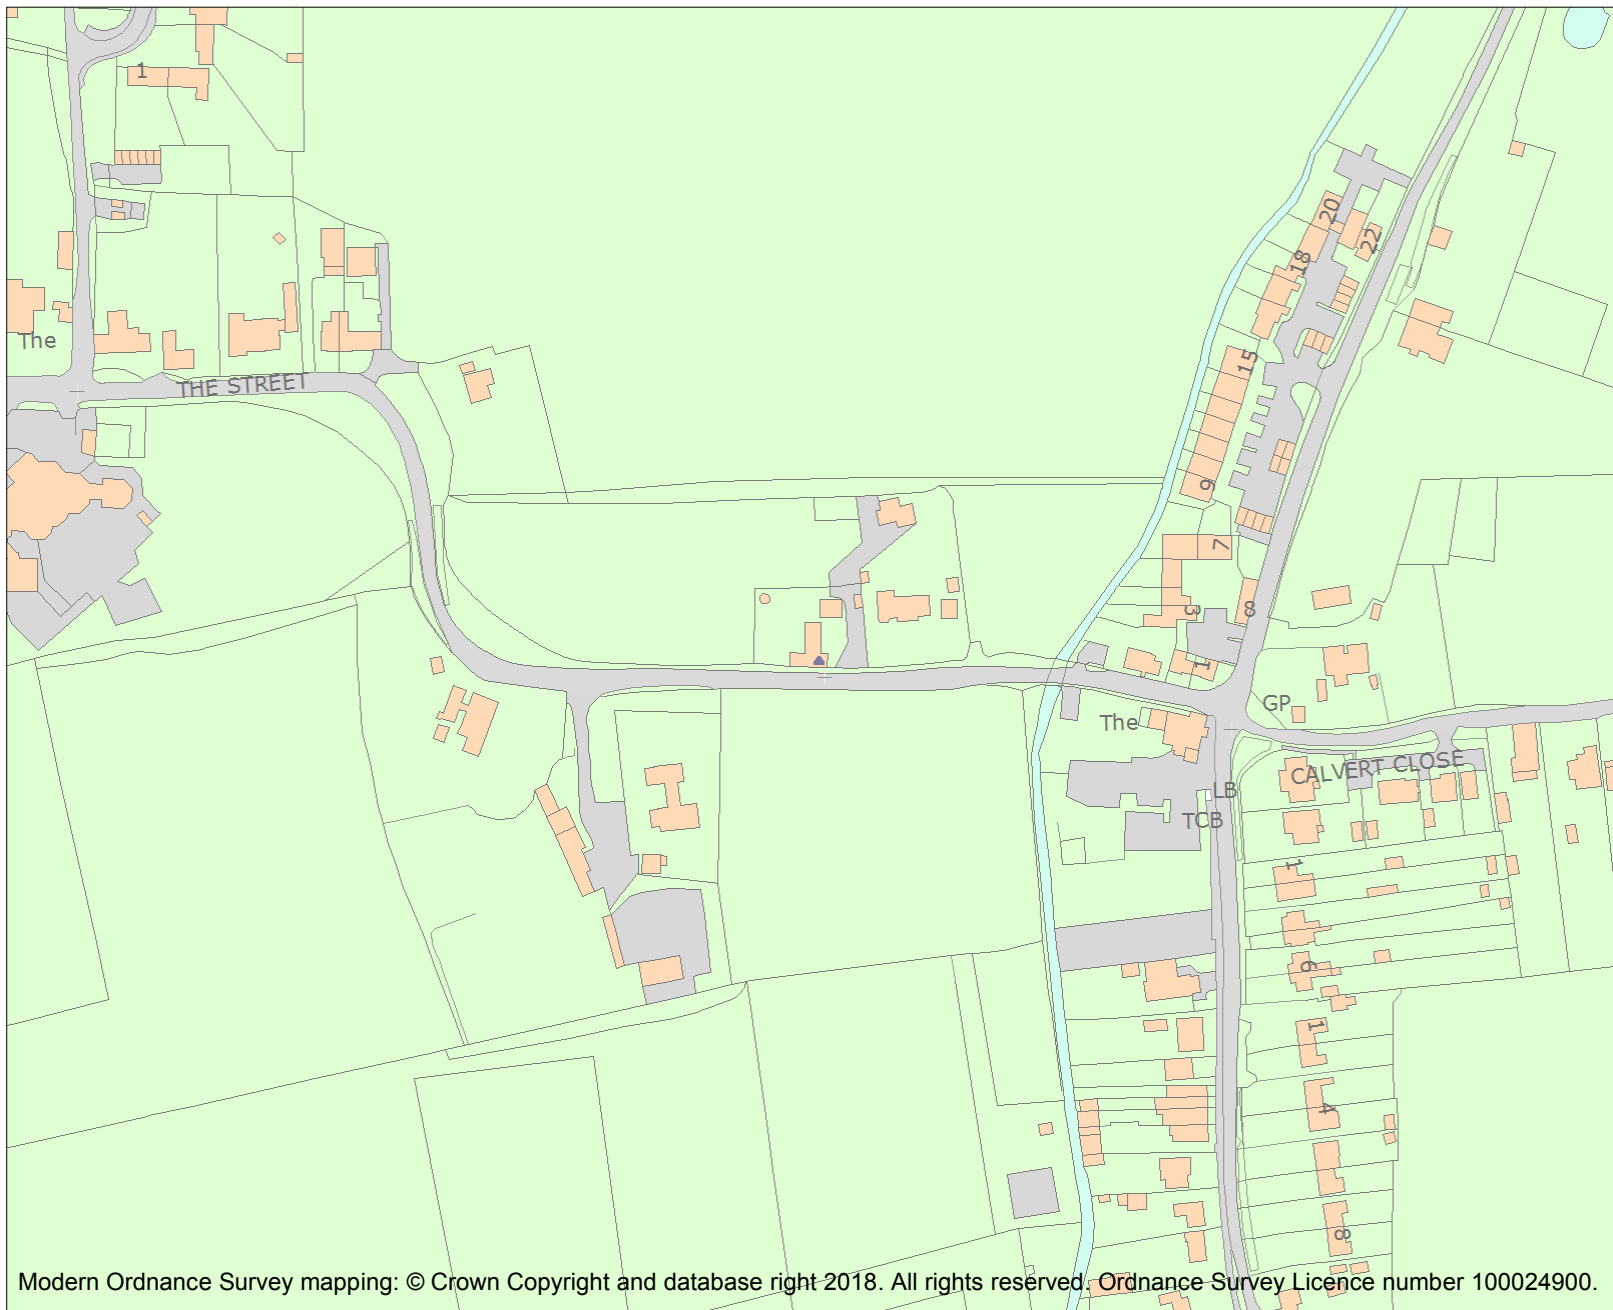 1
20
22
18
The
15
THE STREET
9
7
3
8
1
GP
The
CALVERT CLOSE
LB
TCB
1
6
1
4
8
Modern Ordnance Survey mapping: © Crown Copyright and database right 2018. All rights reserved. Ordnance Survey Licence number 100024900.